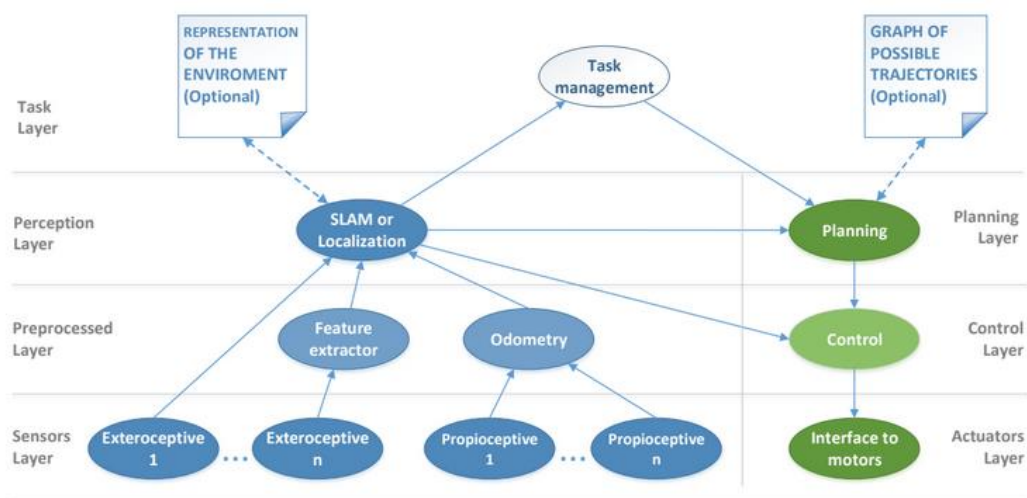 REPRESENTATION
OF THE
ENVIROMENT
(Optional)
GRAPH OF
POSSIBLE
TRAJECTORIES
(Optional)
Task
management
Task
Layer
SLAM or
Localization
Planning
Perception
Layer
Planning
Layer
Feature
extractor
Odometry
Control
Preprocessed
Layer
Control
Layer
Exteroceptive
1
...
Exteroceptive
n
Propioceptive
1
...
Propioceptive
n
Interface to
motors
Sensors
Layer
Actuators
Layer